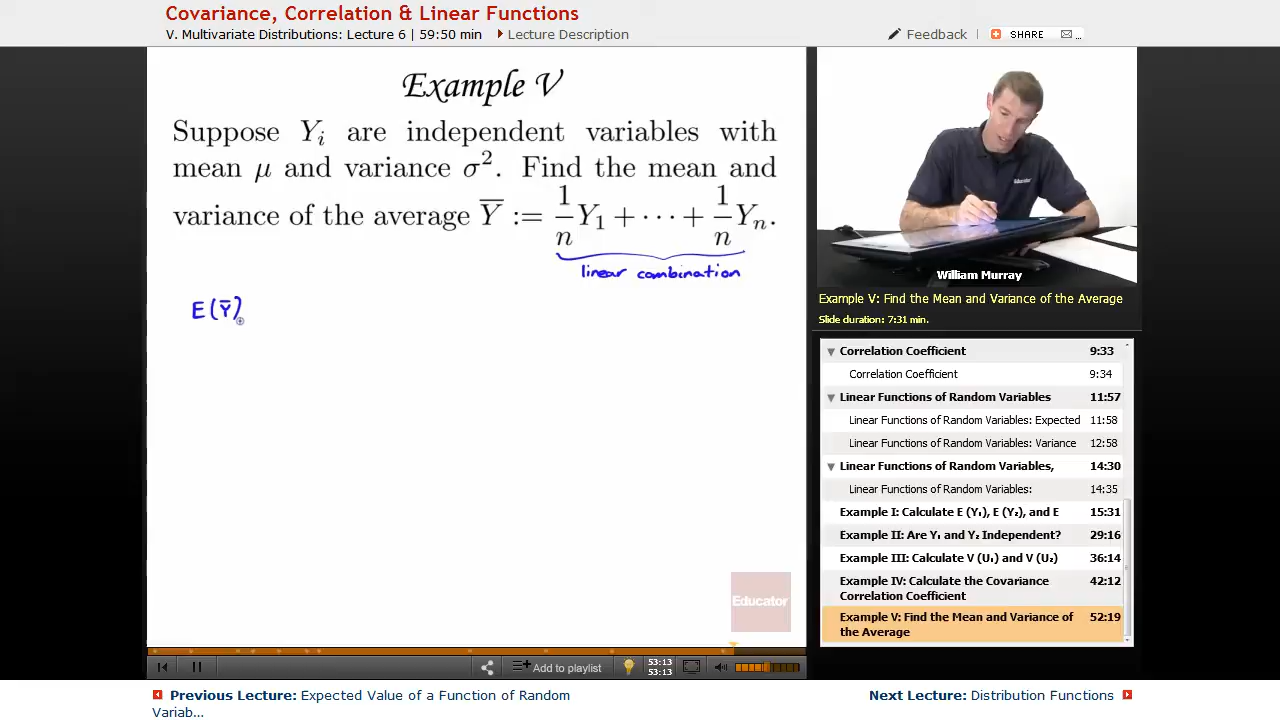 Covariance, Correlation & Linear Functions
V. Multivariate Distributions: Lecture 6 | 59:50 min
Lecture Description
Feedback
SHARE
Example V
Suppose Yᵢ are independent variables with
mean μ and variance σ². Find the mean and
variance of the average Y̅ := 1/n Y₁ + ··· + 1/n Yₙ.
linear combination
E(Y̅)
Educator
Educator
William Murray
Example V: Find the Mean and Variance of the Average
Slide duration: 7:31 min.
Correlation Coefficient 9:33
Correlation Coefficient 9:34
Linear Functions of Random Variables 11:57
Linear Functions of Random Variables: Expected 11:58
Linear Functions of Random Variables: Variance 12:58
Linear Functions of Random Variables, 14:30
Linear Functions of Random Variables: 14:35
Example I: Calculate E (Y₁), E (Y₂), and E 15:31
Example II: Are Y₁ and Y₂ Independent? 29:16
Example III: Calculate V (U₁) and V (U₂) 36:14
Example IV: Calculate the Covariance 42:12
Correlation Coefficient
Example V: Find the Mean and Variance of 52:19
the Average
Add to playlist
53:13
53:13
Previous Lecture: Expected Value of a Function of Random
Variab...
Next Lecture: Distribution Functions